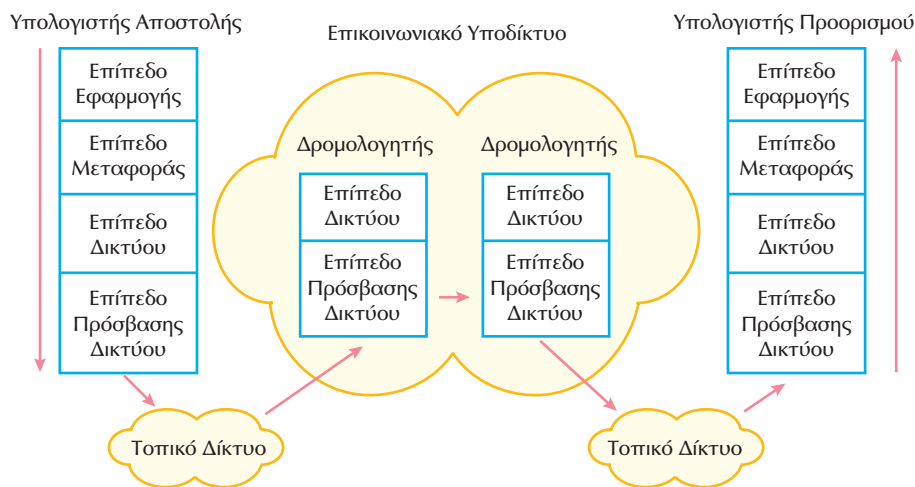 Υπολογιστής Αποστολής
Επίπεδο
Εφαρμογής
Επίπεδο
Μεταφοράς
Επίπεδο
Δικτύου
Επίπεδο
Πρόσβασης
Δικτύου
Τοπικό Δίκτυο
Επικοινωνιακό Υποδίκτυο
Δρομολογητής
Επίπεδο
Δικτύου
Επίπεδο
Πρόσβασης
Δικτύου
Δρομολογητής
Επίπεδο
Δικτύου
Επίπεδο
Πρόσβασης
Δικτύου
Τοπικό Δίκτυο
Υπολογιστής Προορισμού
Επίπεδο
Εφαρμογής
Επίπεδο
Μεταφοράς
Επίπεδο
Δικτύου
Επίπεδο
Πρόσβασης
Δικτύου